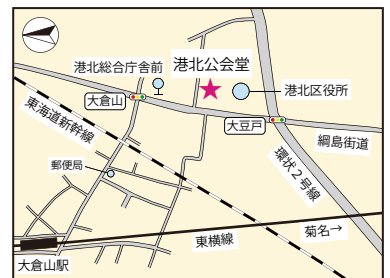 港北総合庁舎前
港北公会堂
大倉山
港北区役所
東海道新幹線
大豆戸
綱島街道
郵便局
環状2号線
東横線
菊名→
大倉山駅